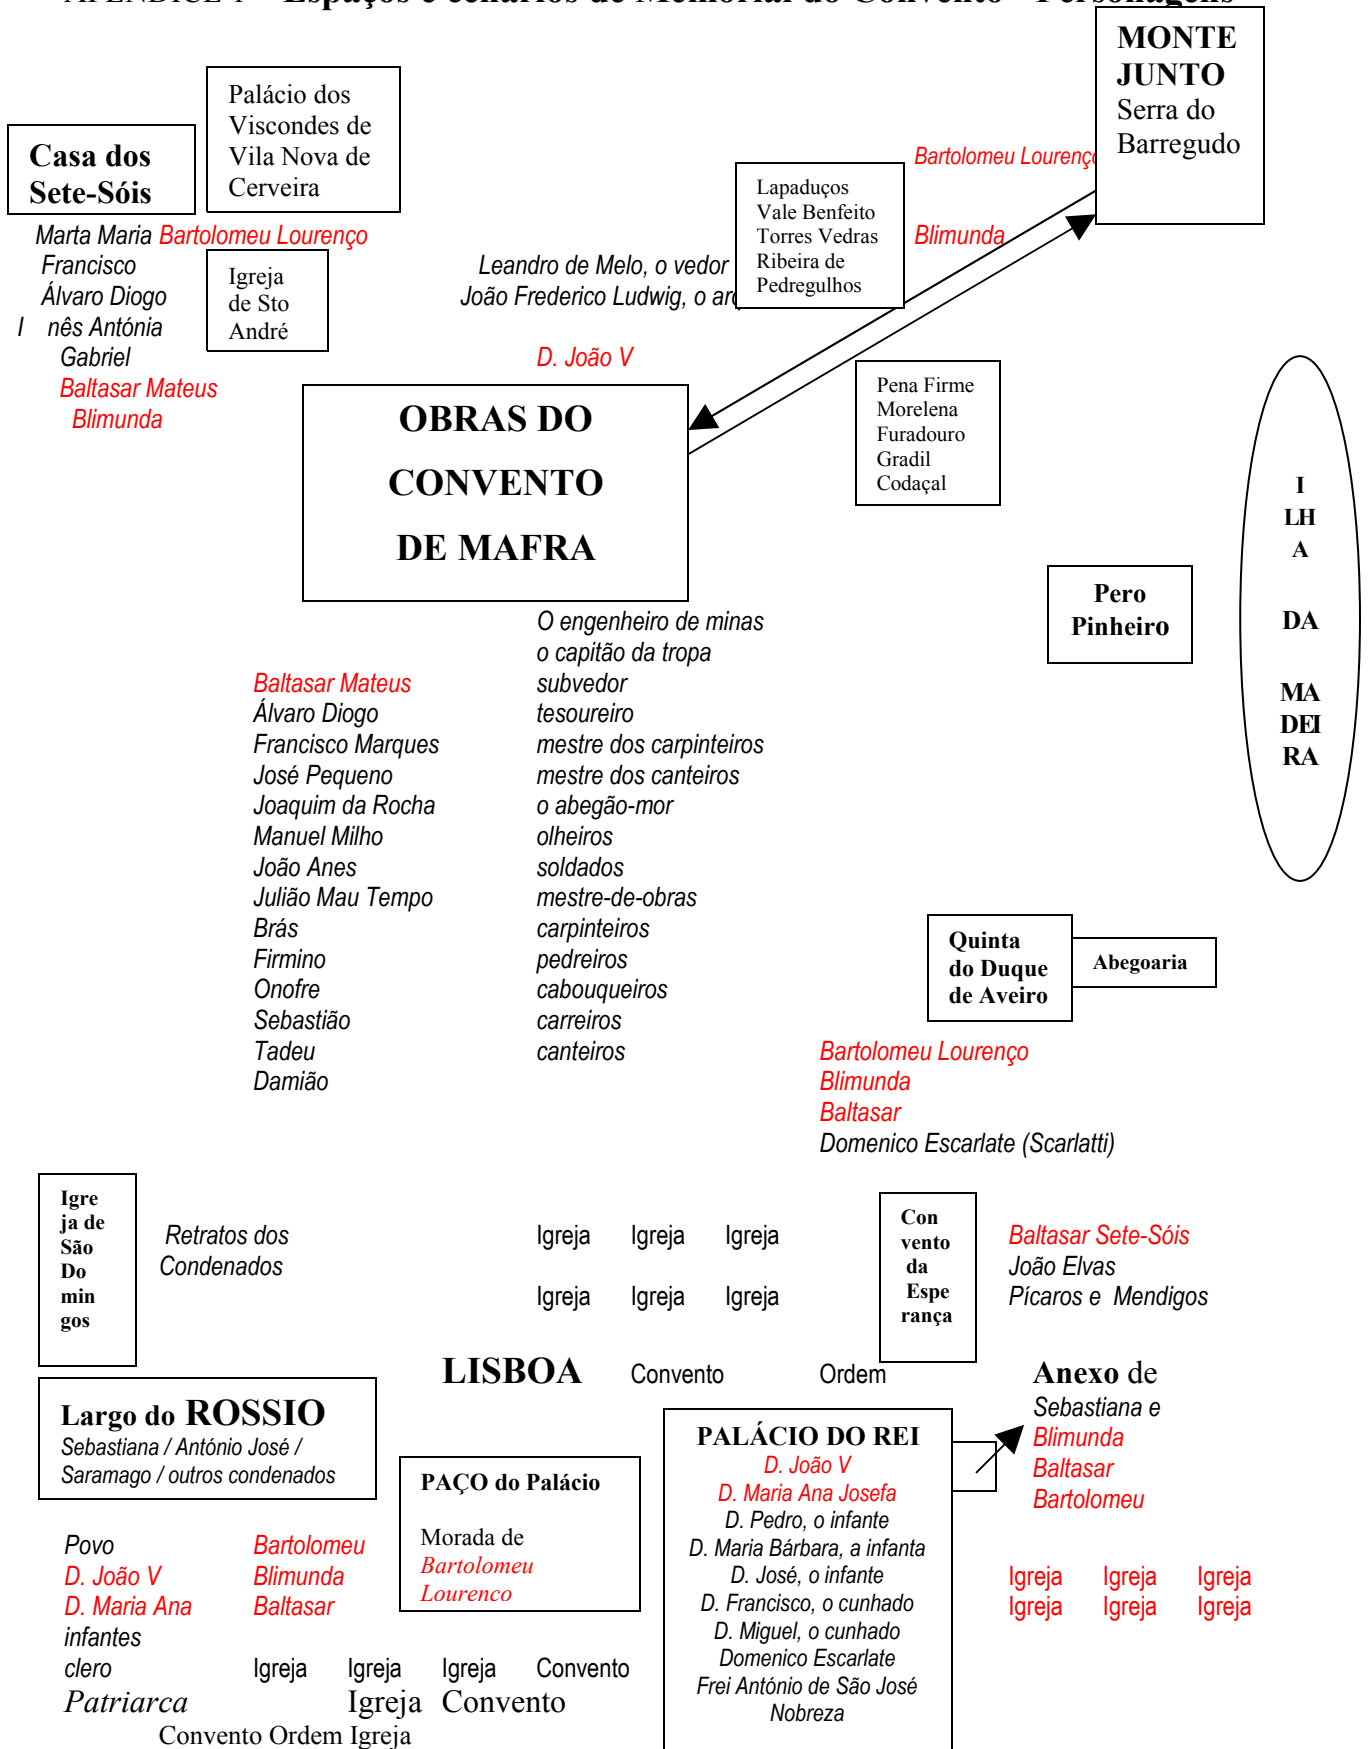 APÊNDICE 1 – Espaços e cenários de Memorial do Convento - Personagens
MONTE
JUNTO
Serra do
Barregudo
Palácio dos
Viscondes de
Vila Nova de
Cerveira
Casa dos
Sete-Sóis
Bartolomeu Lourenço
Lapaduços
Vale Benfeito
Torres Vedras
Ribeira de
Pedregulhos
Blimunda
Marta Maria Bartolomeu Lourenço
Francisco
Álvaro Diogo
I nês Antónia
Gabriel
Baltasar Mateus
Blimunda
Igreja
de Sto
André
Leandro de Melo, o vedor
João Frederico Ludwig, o
D. João V
OBRAS DO
CONVENTO
DE MAFRA
Pena Firme
Morelena
Furadouro
Gradil
Codaçal
I
LH
A
DA
MA
DEI
RA
Pero
Pinheiro
O engenheiro de minas
o capitão da tropa
Baltasar Mateus subvedor
Álvaro Diogo tesoureiro
Francisco Marques mestre dos carpinteiros
José Pequeno mestre dos canteiros
Joaquim da Rocha o abegão-mor
Manuel Milho olheiros
João Anes soldados
Julião Mau Tempo mestre-de-obras
Brás carpinteiros
Firmino pedreiros
Onofre cabouqueiros
Sebastião carreiros
Tadeu canteiros
Damião
Quinta
do Duque
de Aveiro
Abegoaria
Bartolomeu Lourenço
Blimunda
Baltasar
Domenico Escarlate (Scarlatti)
Igre
ja de
São
Do
min
gos
Retratos dos
Condenados
Igreja Igreja Igreja
Igreja Igreja Igreja
Con
vento
da
Espe
rança
Baltasar Sete-Sóis
João Elvas
Pícaros e Mendigos
LISBOA Convento Ordem
Anexo de
Sebastiana e
Blimunda
Baltasar
Bartolomeu
Largo do ROSSIO
Sebastiana / António José /
Saramago / outros condenados
PAÇO do Palácio
Morada de
Bartolomeu
Lourenco
PALÁCIO DO REI
D. João V
D. Maria Ana Josefa
D. Pedro, o infante
D. Maria Bárbara, a infanta
D. José, o infante
D. Francisco, o cunhado
D. Miguel, o cunhado
Domenico Escarlate
Frei António de São José
Nobreza
Povo Bartolomeu
D. João V Blimunda
D. Maria Ana Baltasar
infantes
clero Igreja Igreja Igreja Convento
Patriarca Igreja Convento
Convento Ordem Igreja
Igreja Igreja Igreja
Igreja Igreja Igreja